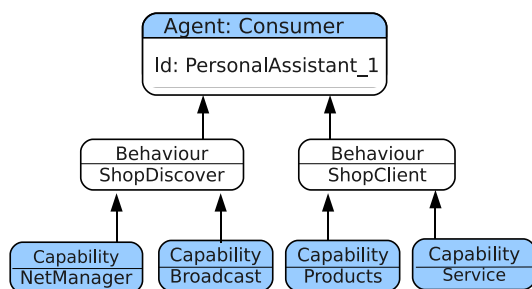 Agent: Consumer
Id: PersonalAssistant_1
Behaviour
ShopDiscover
Behaviour
ShopClient
Capability
NetManager
Capability
Broadcast
Capability
Products
Capability
Service